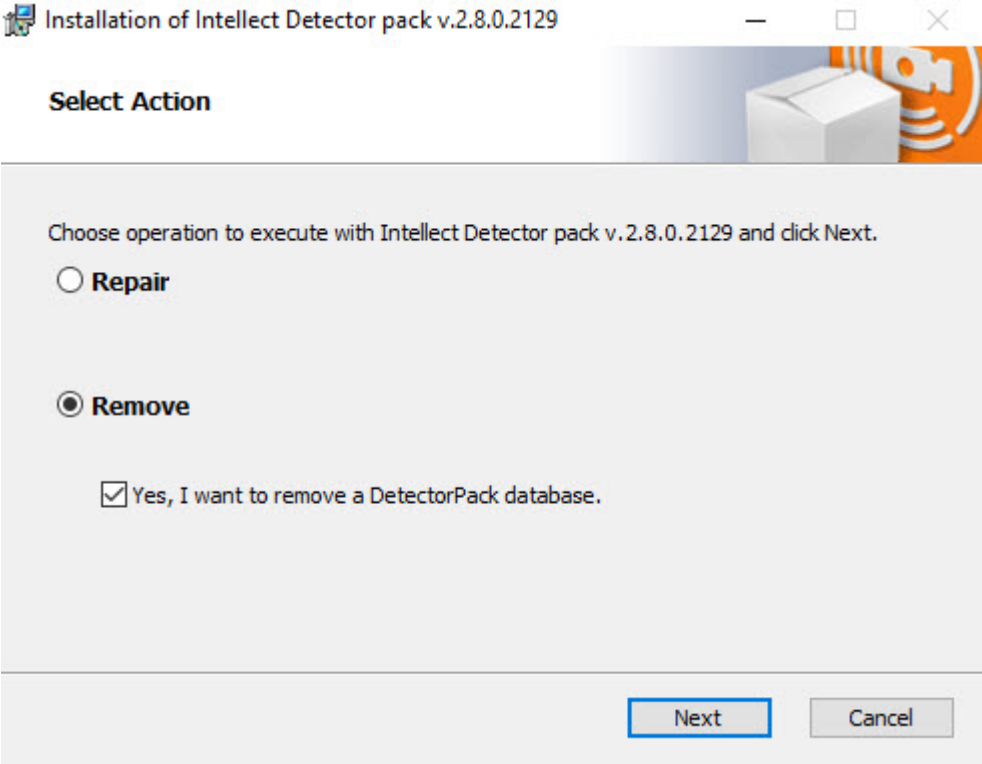 Installation of Intellect Detector pack v.2.8.0.2129
Select Action
Choose operation to execute with Intellect Detector pack v.2.8.0.2129 and click Next.
Repair
Remove
Yes, I want to remove a DetectorPack database.
Next
Cancel